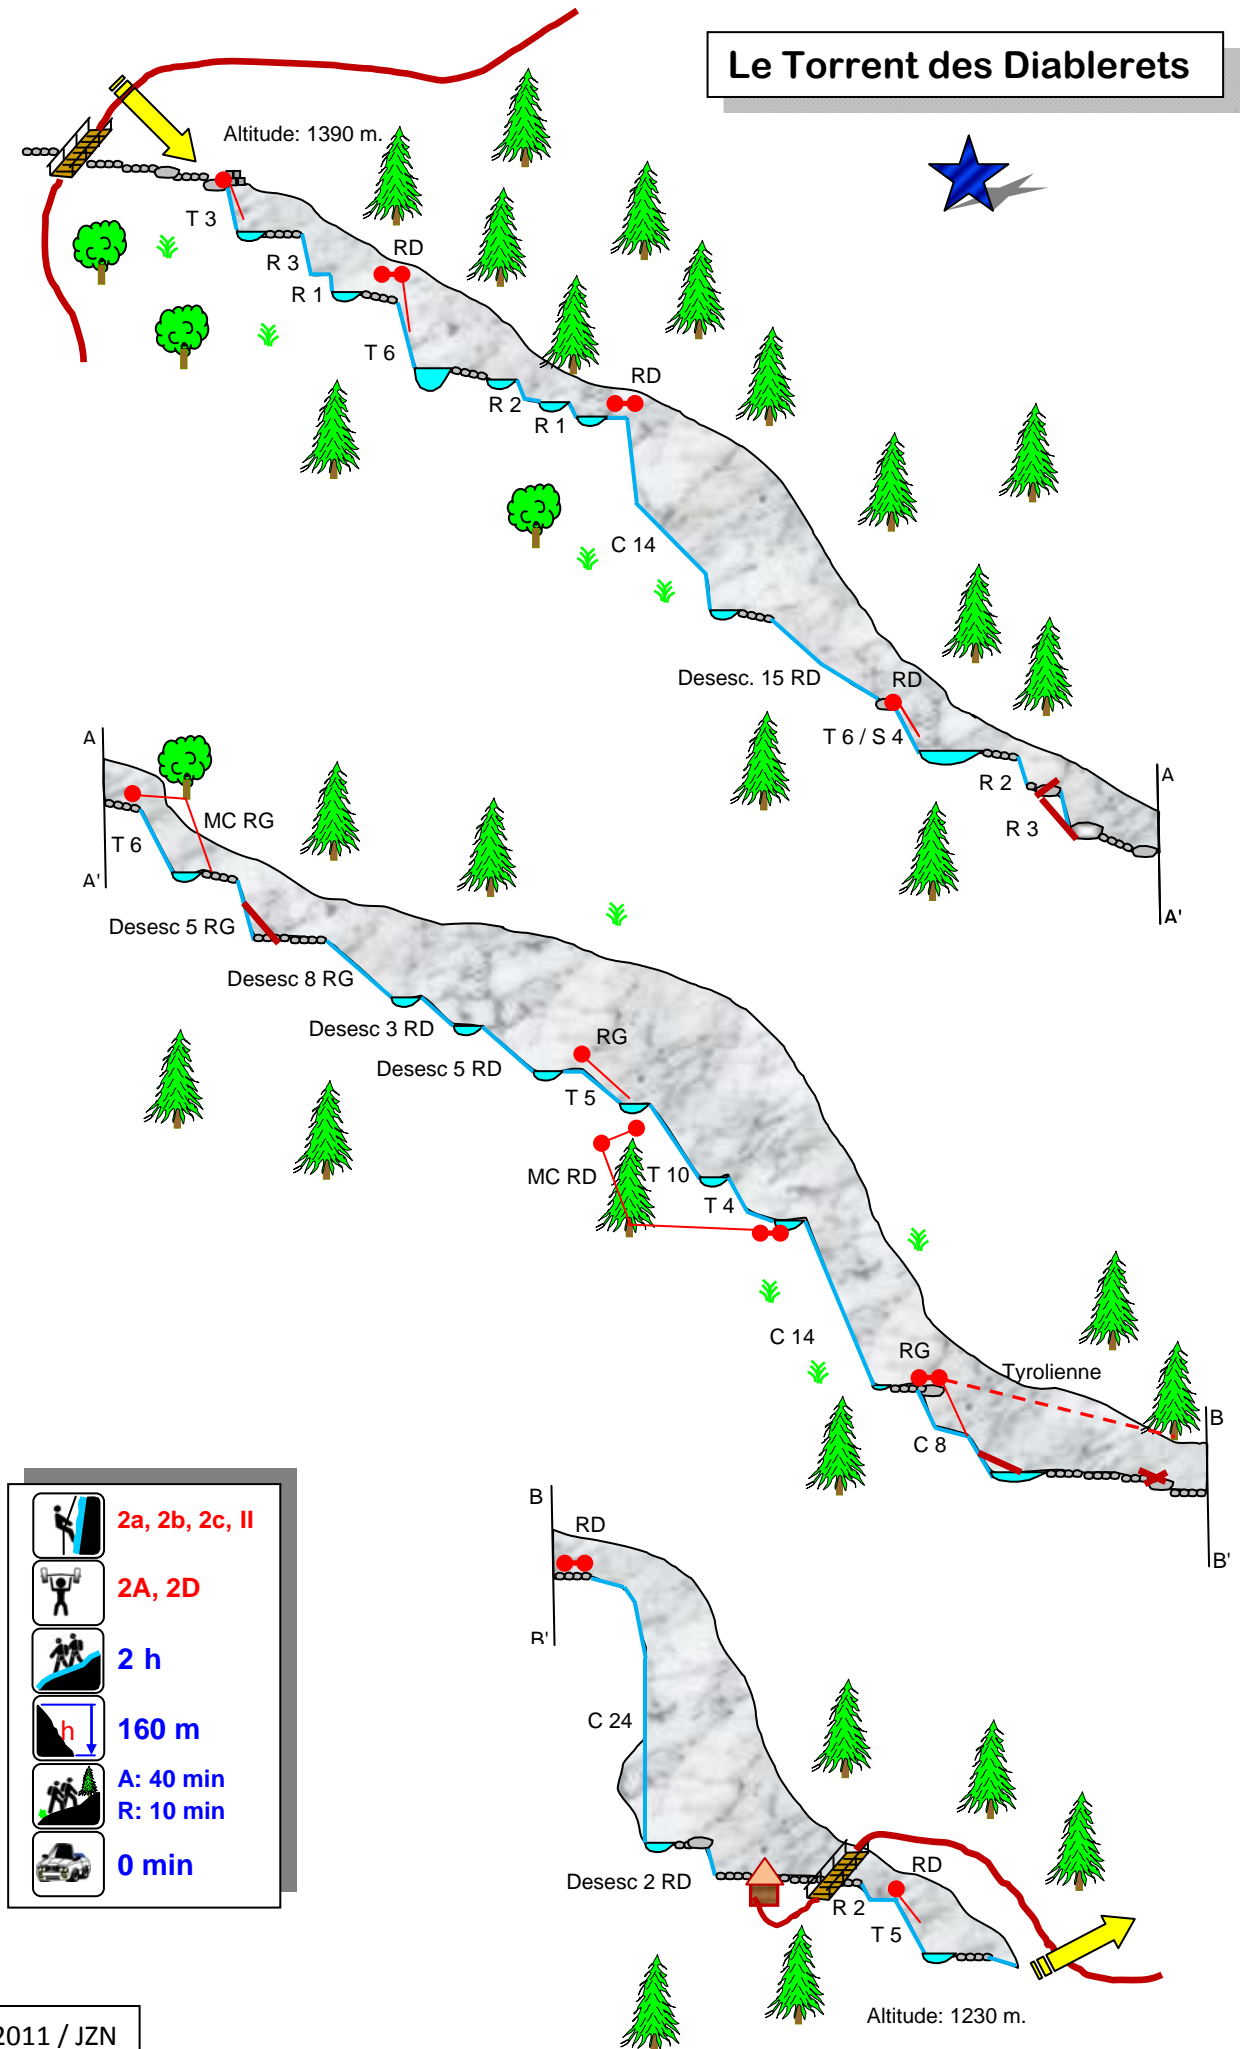 Le Torrent des Diablerets
Altitude: 1390 m.
T 3
R 3
RD
R 1
T 6
RD
R 2
R 1
C 14
Desesc. 15 RD
RD
T 6 / S 4
R 2
R 3
A
A'
A
MC RG
T 6
A'
Desesc 5 RG
Desesc 8 RG
Desesc 3 RD
RG
Desesc 5 RD
T 5
MC RD
T 10
T 4
C 14
RG
Tyrolienne
C 8
B
B'
B
RD
B'
C 24
Desesc 2 RD
RD
R 2
T 5
Altitude: 1230 m.
2a, 2b, 2c, II
2A, 2D
2 h
h
160 m
A: 40 min
R: 10 min
0 min
2011 / JZN